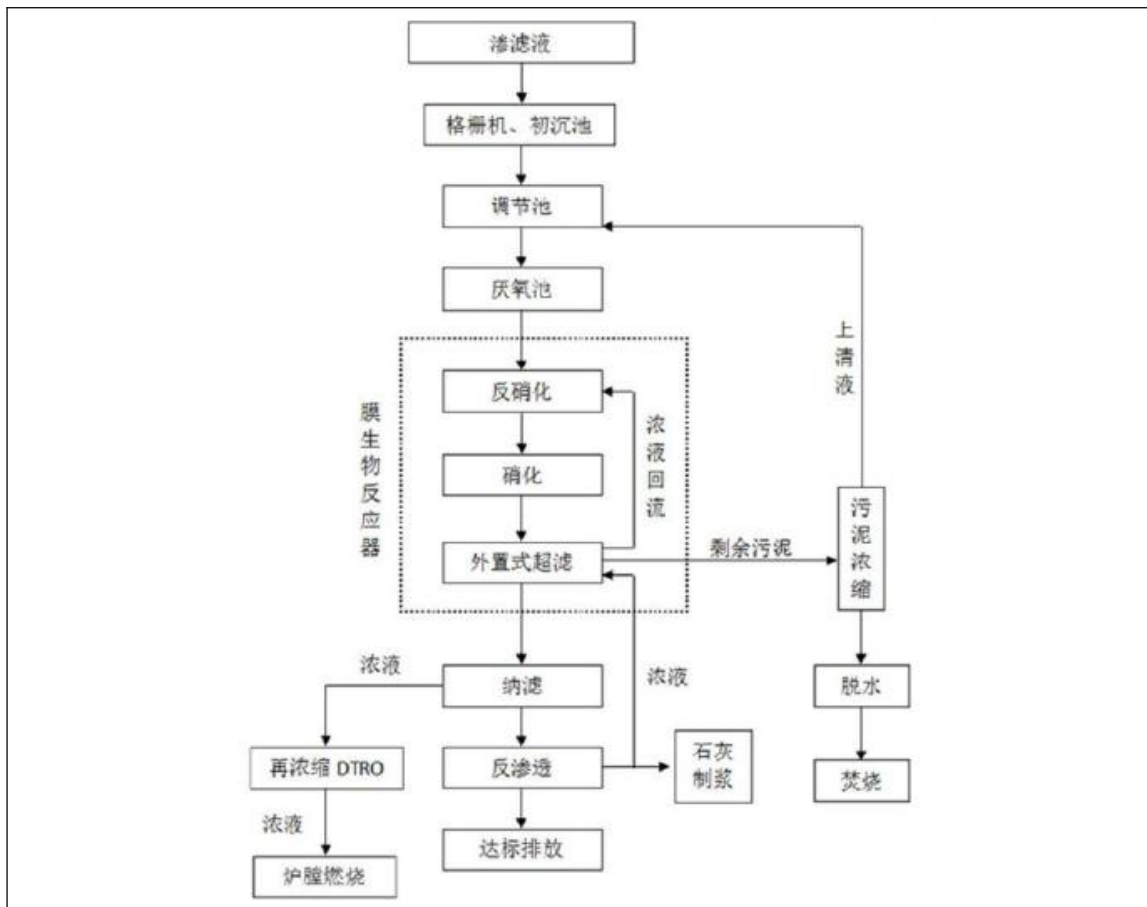 渗滤液
格栅机、初沉池
调节池
厌氧池
上清液
膜生物反应器
反硝化
浓液回流
硝化
污泥浓缩
外置式超滤
剩余污泥
浓液
纳滤
浓液
脱水
再浓缩 DTRO
反渗透
石灰
制浆
焚烧
浓液
达标排放
炉膛燃烧